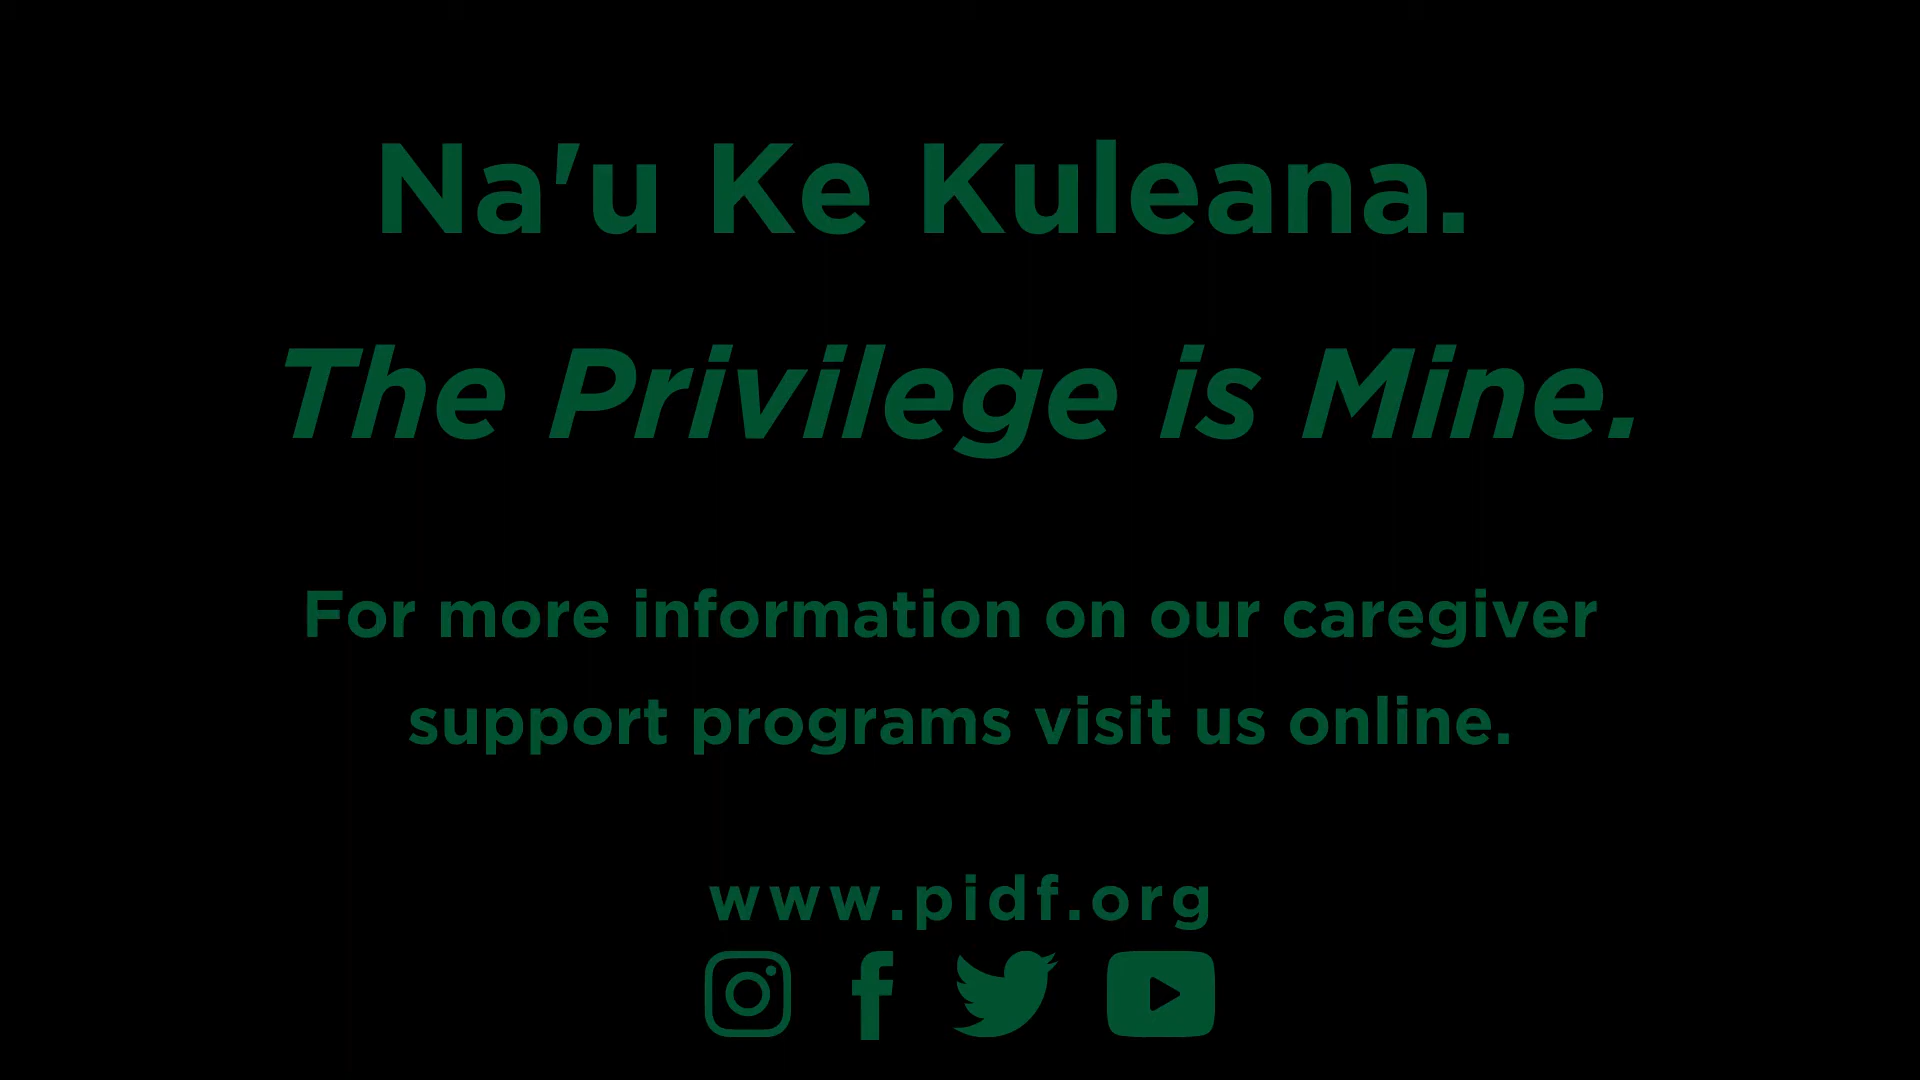 Na'u Ke Kuleana.
The Privilege is Mine.
For more information on our caregiver
support programs visit us online.
www.pidf.org